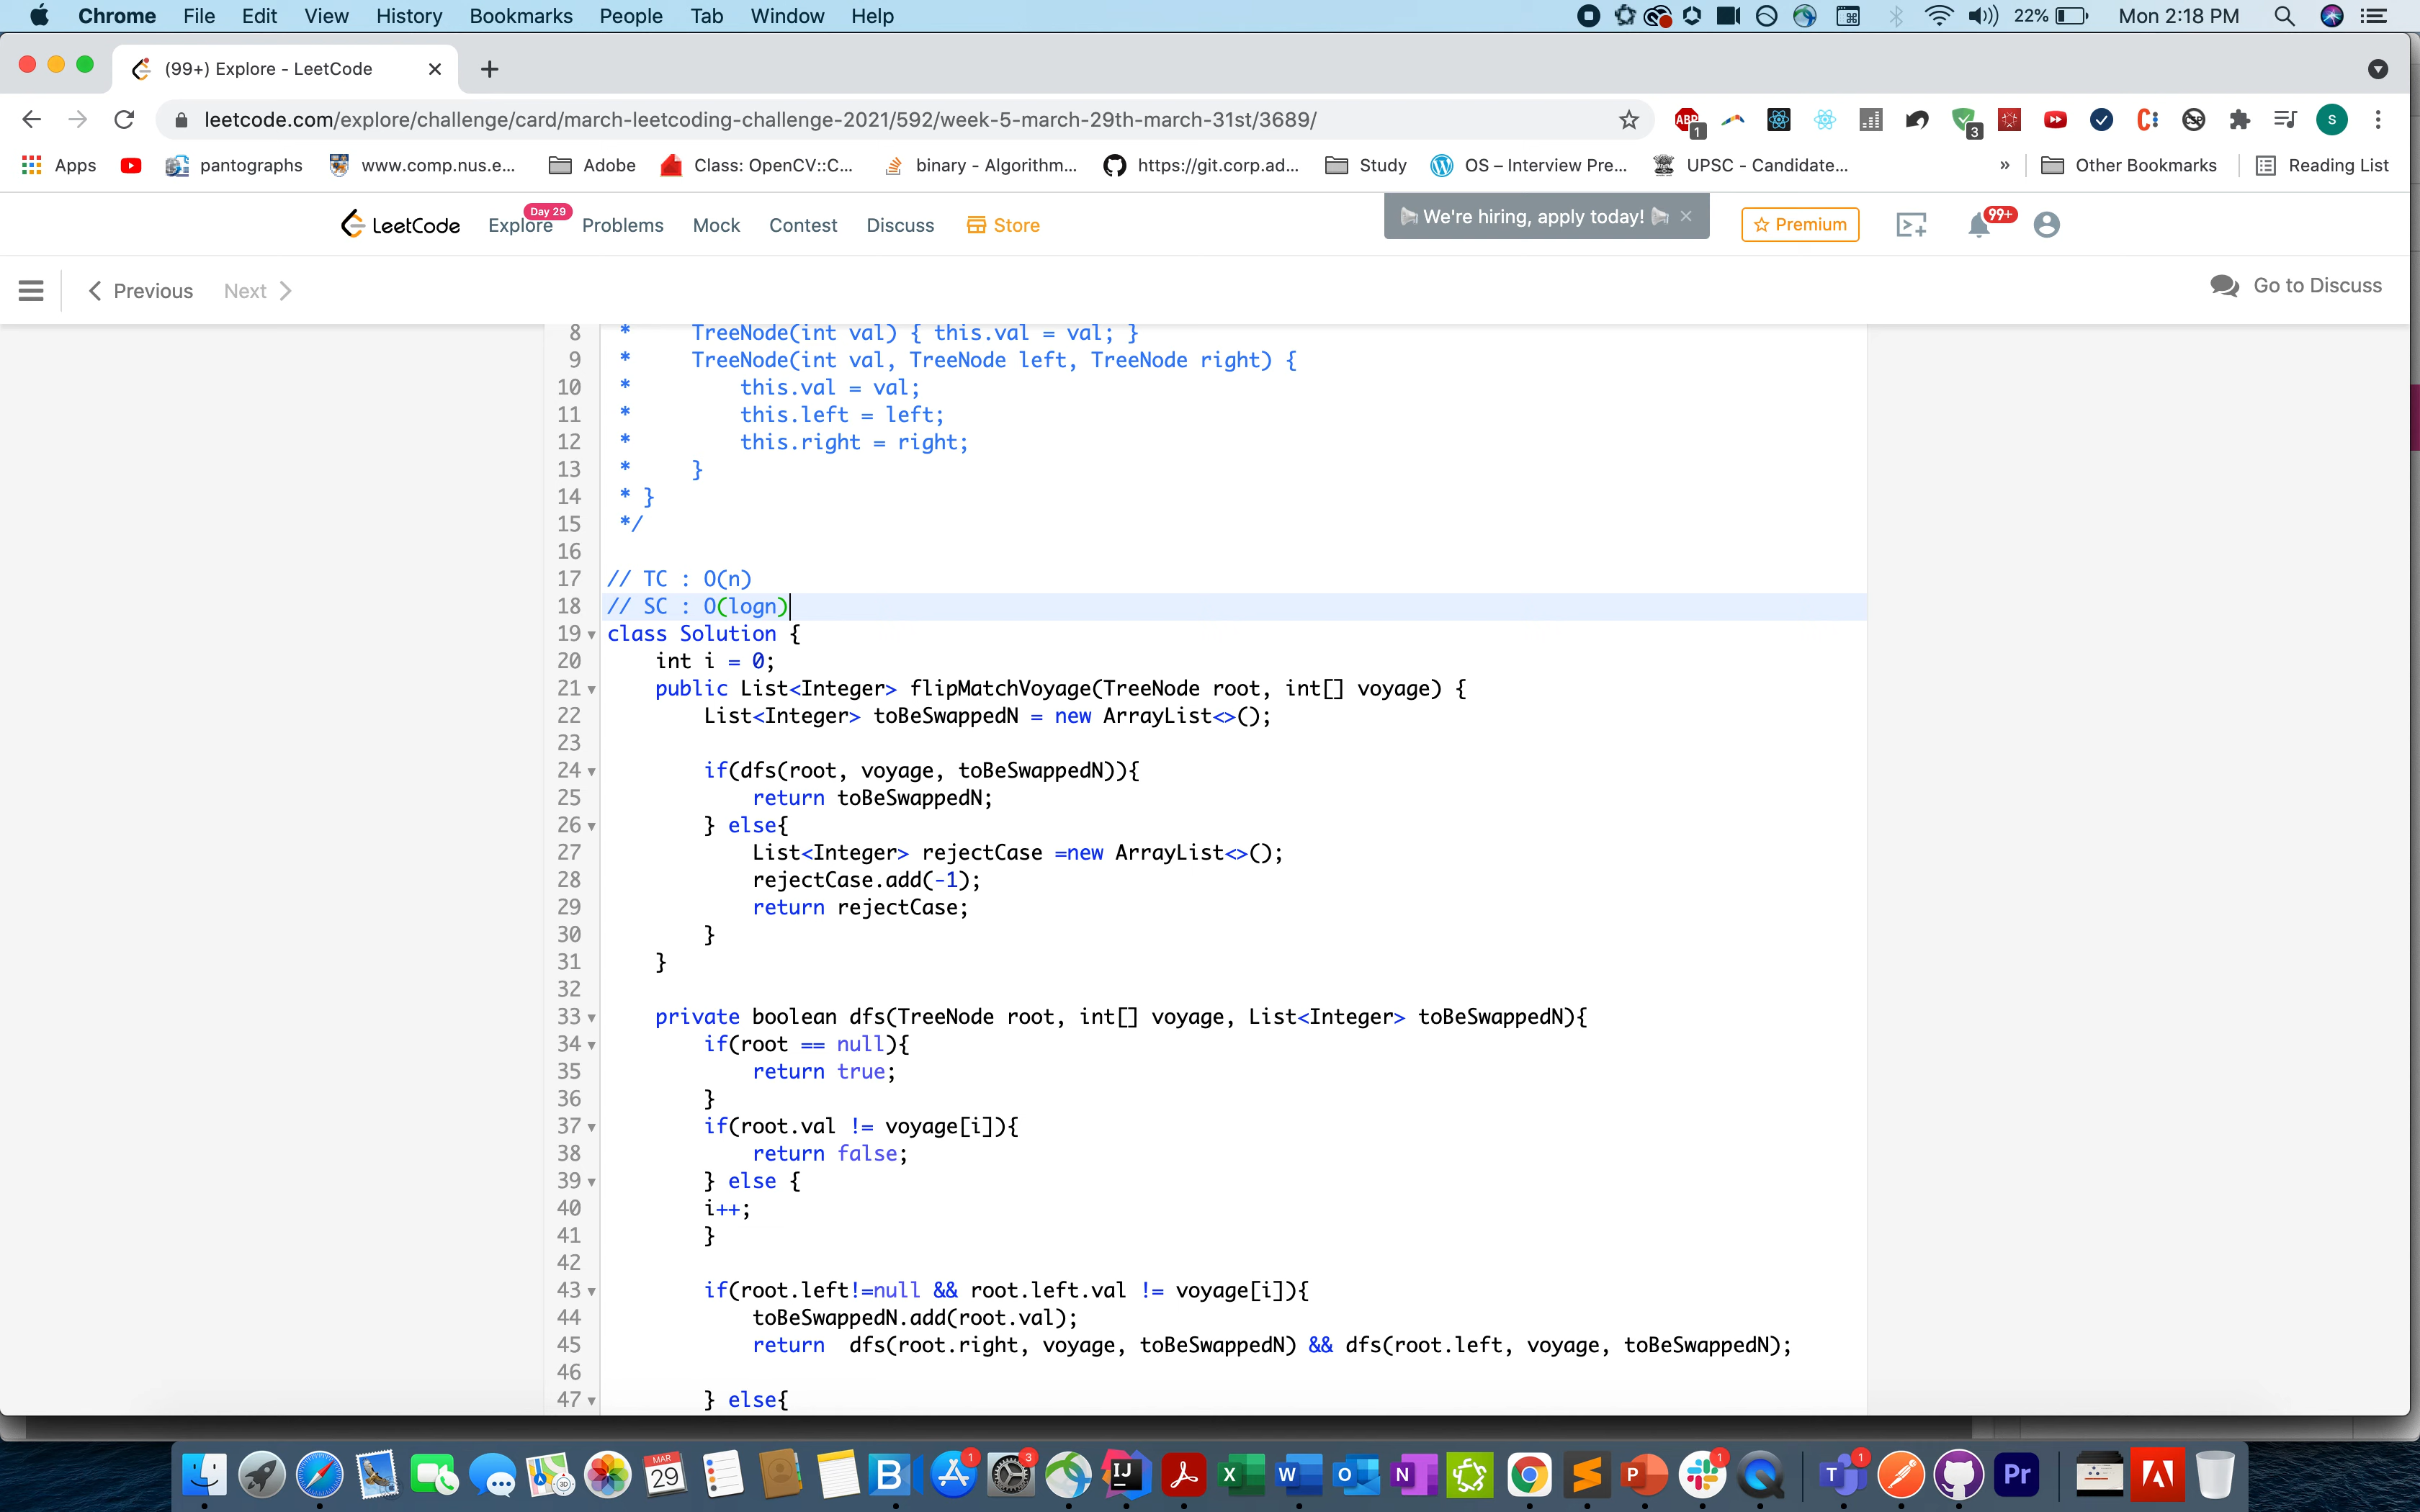 Chrome File Edit View History Bookmarks People Tab Window Help 22% Mon 2:18 PM
(99+) Explore - LeetCode
leetcode.com/explore/challenge/card/march-leetcoding-challenge-2021/592/week-5-march-29th-march-31st/3689/ ABP 1 3 S
Apps pantographs www.comp.nus.e... Adobe Class: OpenCV::C... binary - Algorithm... https://git.corp.ad... Study OS – Interview Pre... UPSC - Candidate... » Other Bookmarks Reading List
LeetCode Explore Day 29 Problems Mock Contest Discuss Store We're hiring, apply today! Premium 99+
Previous Next Go to Discuss
8 * TreeNode(int val) { this.val = val; }
9 * TreeNode(int val, TreeNode left, TreeNode right) {
10 * this.val = val;
11 * this.left = left;
12 * this.right = right;
13 * }
14 * }
15 */
16
17 // TC : O(n)
18 // SC : O(logn)
19 class Solution {
20 int i = 0;
21 public List<Integer> flipMatchVoyage(TreeNode root, int[] voyage) {
22 List<Integer> toBeSwappedN = new ArrayList<>();
23
24 if(dfs(root, voyage, toBeSwappedN)){
25 return toBeSwappedN;
26 } else{
27 List<Integer> rejectCase =new ArrayList<>();
28 rejectCase.add(-1);
29 return rejectCase;
30 }
31 }
32
33 private boolean dfs(TreeNode root, int[] voyage, List<Integer> toBeSwappedN){
34 if(root == null){
35 return true;
36 }
37 if(root.val != voyage[i]){
38 return false;
39 } else {
40 i++;
41 }
42
43 if(root.left!=null && root.left.val != voyage[i]){
44 toBeSwappedN.add(root.val);
45 return dfs(root.right, voyage, toBeSwappedN) && dfs(root.left, voyage, toBeSwappedN);
46
47 } else{
MAR 29 B 1 3 IJ X W O N P 1 T 1 Pr